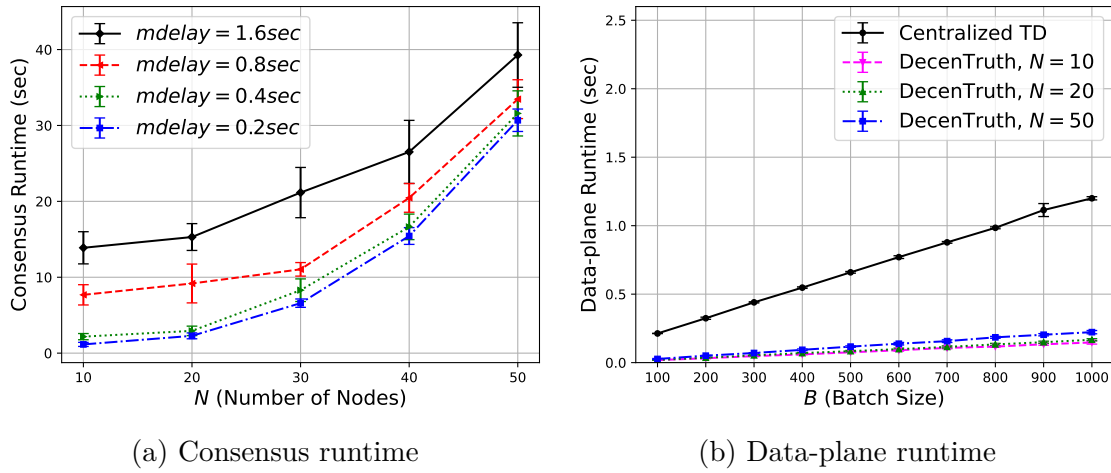 mdelay = 1.6sec
mdelay = 0.8sec
mdelay = 0.4sec
mdelay = 0.2sec
Consensus Runtime (sec)
40
30
20
10
0
10 20 30 40 50
N (Number of Nodes)
(a) Consensus runtime
Centralized TD
DecenTruth, N = 10
DecenTruth, N = 20
DecenTruth, N = 50
Data-plane Runtime (sec)
2.5
2.0
1.5
1.0
0.5
0.0
100 200 300 400 500 600 700 800 900 1000
B (Batch Size)
(b) Data-plane runtime